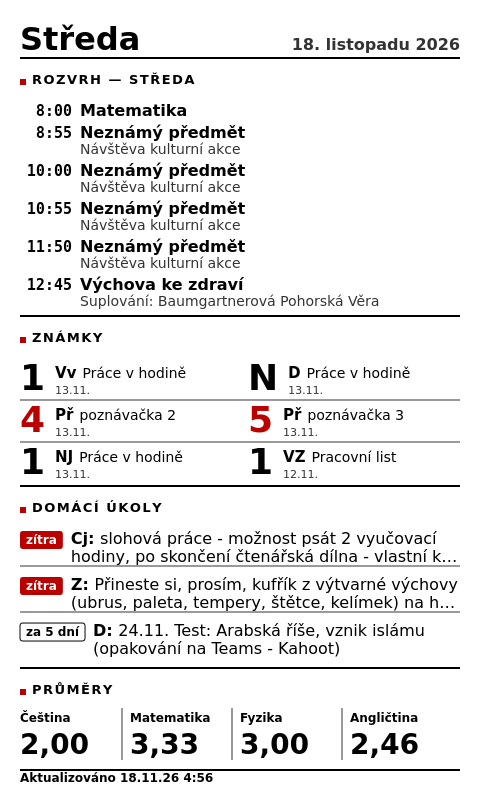 Středa 18. listopadu 2026
ROZVRH — STŘEDA
8:00 Matematika
8:55 Neznámý předmět
Návštěva kulturní akce
10:00 Neznámý předmět
Návštěva kulturní akce
10:55 Neznámý předmět
Návštěva kulturní akce
11:50 Neznámý předmět
Návštěva kulturní akce
12:45 Výchova ke zdraví
Suplování: Baumgartnerová Pohorská Věra
ZNÁMKY
1 Vv Práce v hodině
13.11.
N D Práce v hodině
13.11.
4 Př poznávačka 2
13.11.
5 Př poznávačka 3
13.11.
1 NJ Práce v hodině
13.11.
1 VZ Pracovní list
12.11.
DOMÁCÍ ÚKOLY
zítra Cj: slohová práce - možnost psát 2 vyučovací
hodiny, po skončení čtenářská dílna - vlastní k…
zítra Z: Přineste si, prosím, kufřík z výtvarné výchovy
(ubrus, paleta, tempery, štětce, kelímek) na h…
za 5 dní D: 24.11. Test: Arabská říše, vznik islámu
(opakování na Teams - Kahoot)
PRŮMĚRY
Čeština Matematika Fyzika Angličtina
2,00 3,33 3,00 2,46
Aktualizováno 18.11.26 4:56